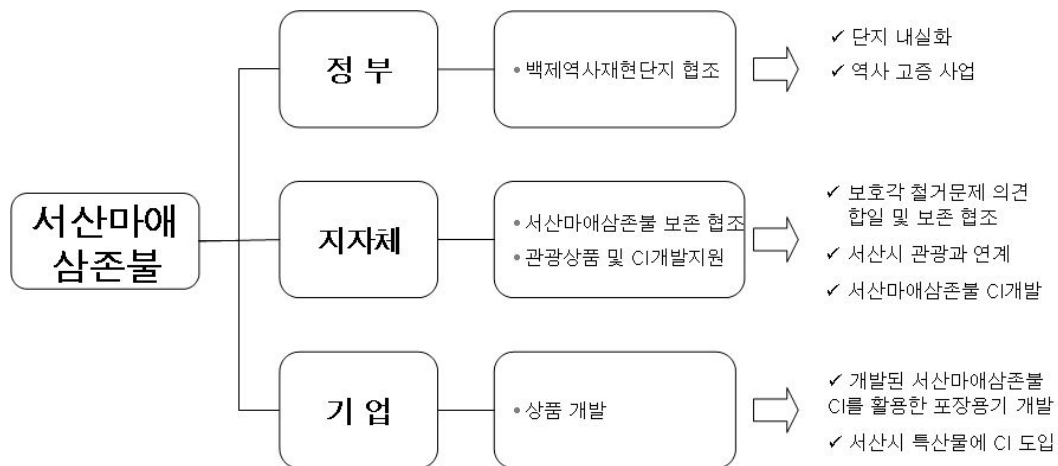 정 부
• 백제역사재현단지 협조
✓ 단지 내실화
✓ 역사 고증 사업
서산마애
삼존불
지자체
• 서산마애삼존불 보존 협조
• 관광상품 및 CI개발지원
✓ 보호각 철거문제 의견
합일 및 보존 협조
✓ 서산시 관광과 연계
✓ 서산마애삼존불 CI개발
기 업
• 상품 개발
✓ 개발된 서산마애삼존불
CI를 활용한 포장용기 개발
✓ 서산시 특산물에 CI 도입